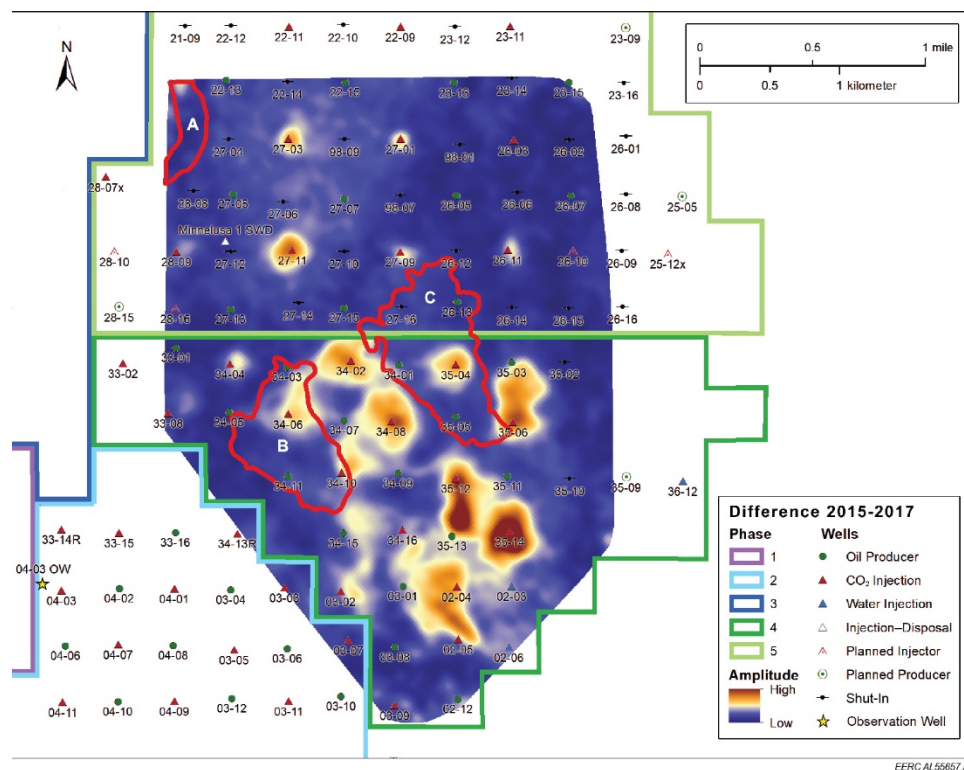 21-09 22-12 22-11 22-10 22-09 23-12 23-11 23-09
N
0 0.5 1 mile
0 0.5 1 kilometer
22-13 22-14 22-15 23-13 23-14 23-16
A
27-04 27-03 98-09 27-01 98-01 26-03 26-02 26-01
28-07x
28-08 27-05 27-06 27-07 98-07 26-05 26-06 26-07 26-08 25-05
Minnelusa 1 SWD
28-10 28-09 27-12 27-11 27-10 27-09 26-12 26-11 26-10 26-09 25-12x
C
28-15 28-16 27-13 27-14 27-15 27-16 26-13 26-14 26-15 26-16
33-01
33-02 34-04 34-03 34-02 34-01 35-04 35-03
33-08 34-05 34-06 34-07 34-08 35-05 35-06
B
34-11 34-10 34-09 35-12 35-11 35-10 35-09 36-12
33-14R 33-15 33-16 34-13R 34-15 34-16 35-13 35-14
04-03 OW
04-03 04-02 04-01 03-04 03-03 03-02 03-01 02-04 02-03
04-06 04-07 04-08 03-05 03-06 03-07 03-08 02-05 02-06
04-11 04-10 04-09 03-12 03-11 03-10 03-09 02-12
Difference 2015-2017
Phase Wells
1 Oil Producer
2 CO₂ Injection
3 Water Injection
4 Injection–Disposal
5 Planned Injector
Amplitude Planned Producer
High Shut-In
Low Observation Well
EERC AL55657